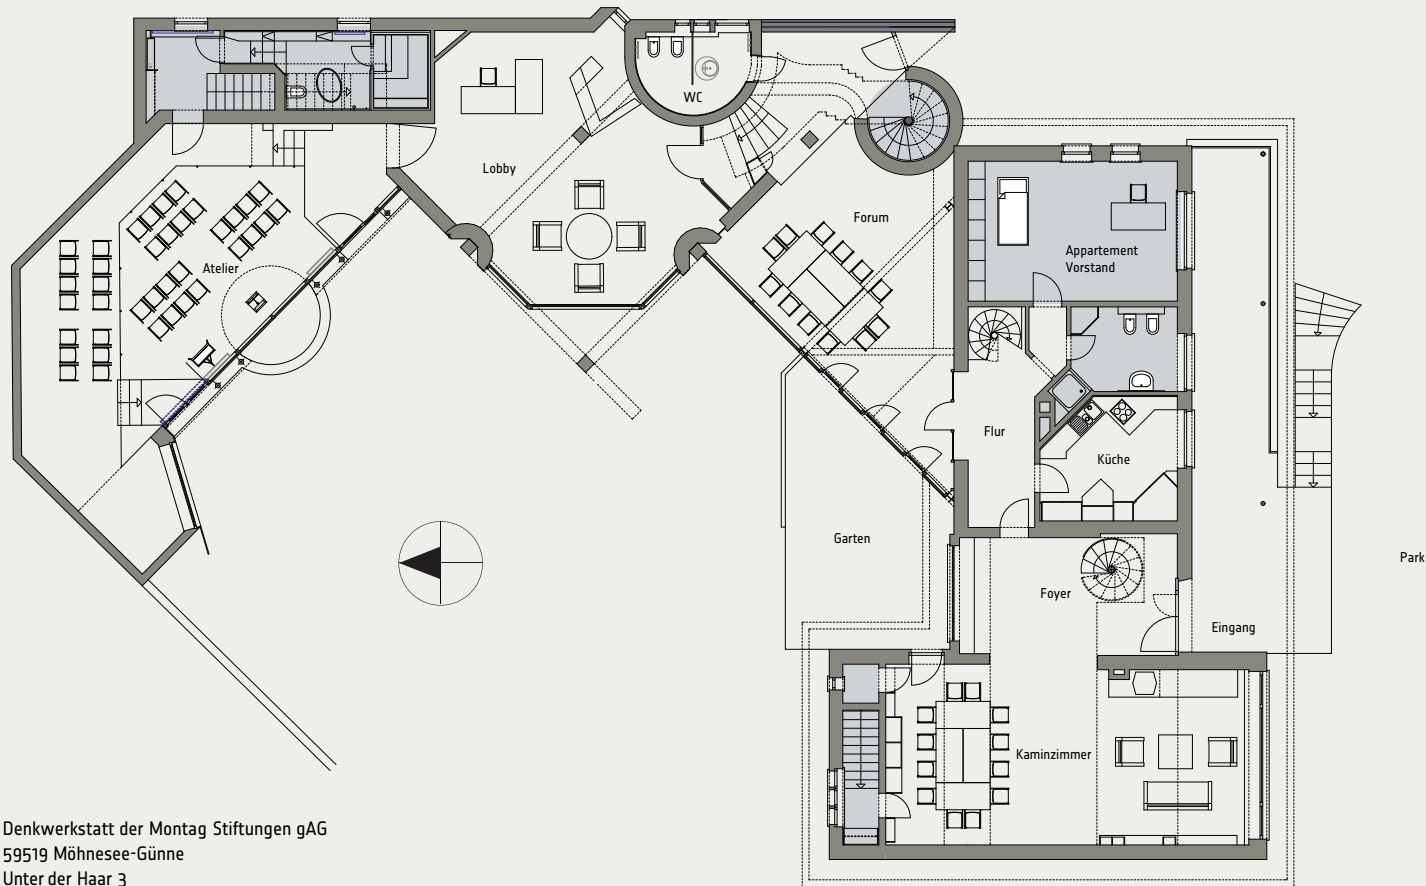 WC
Lobby
Forum
Appartement
Vorstand
Atelier
Flur
Küche
Garten
Park
Foyer
Eingang
Kaminzimmer
Denkwerkstatt der Montag Stiftungen gAG
59519 Möhnesee-Günne
Unter der Haar 3